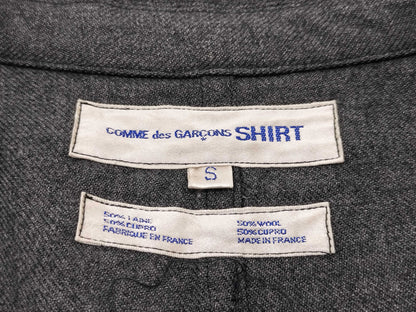 COMME des GARÇONS SHIRT
S
50% LAINE
50% CUPRO
FABRIQUE EN FRANCE
50% WOOL
50% CUPRO
MADE IN FRANCE